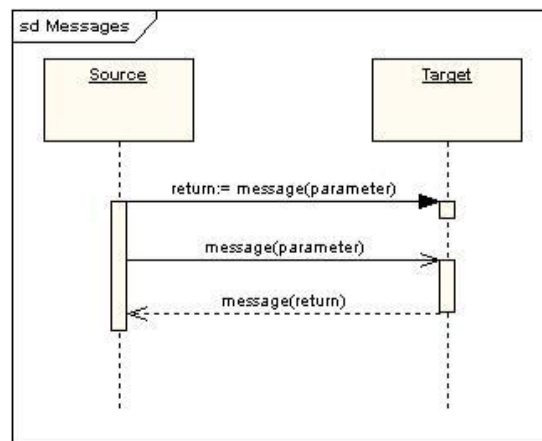 sd Messages
Source
Target
return:= message(parameter)
message(parameter)
message(return)